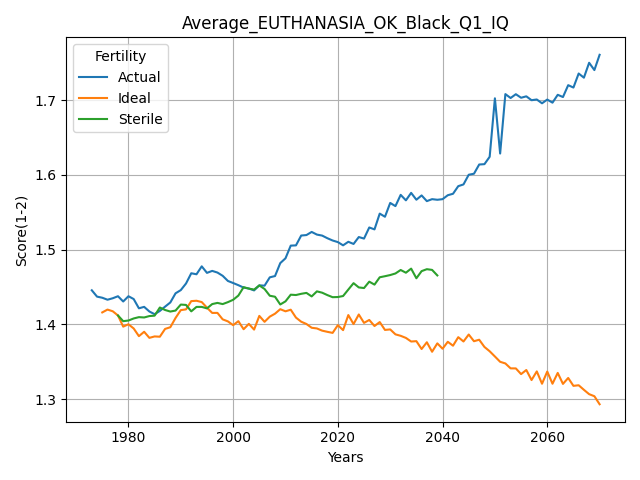 Average_EUTHANASIA_OK_Black_Q1_IQ
Fertility
Actual
Ideal
Sterile
Score(1-2)
1.7
1.6
1.5
1.4
1.3
1980 2000 2020 2040 2060
Years